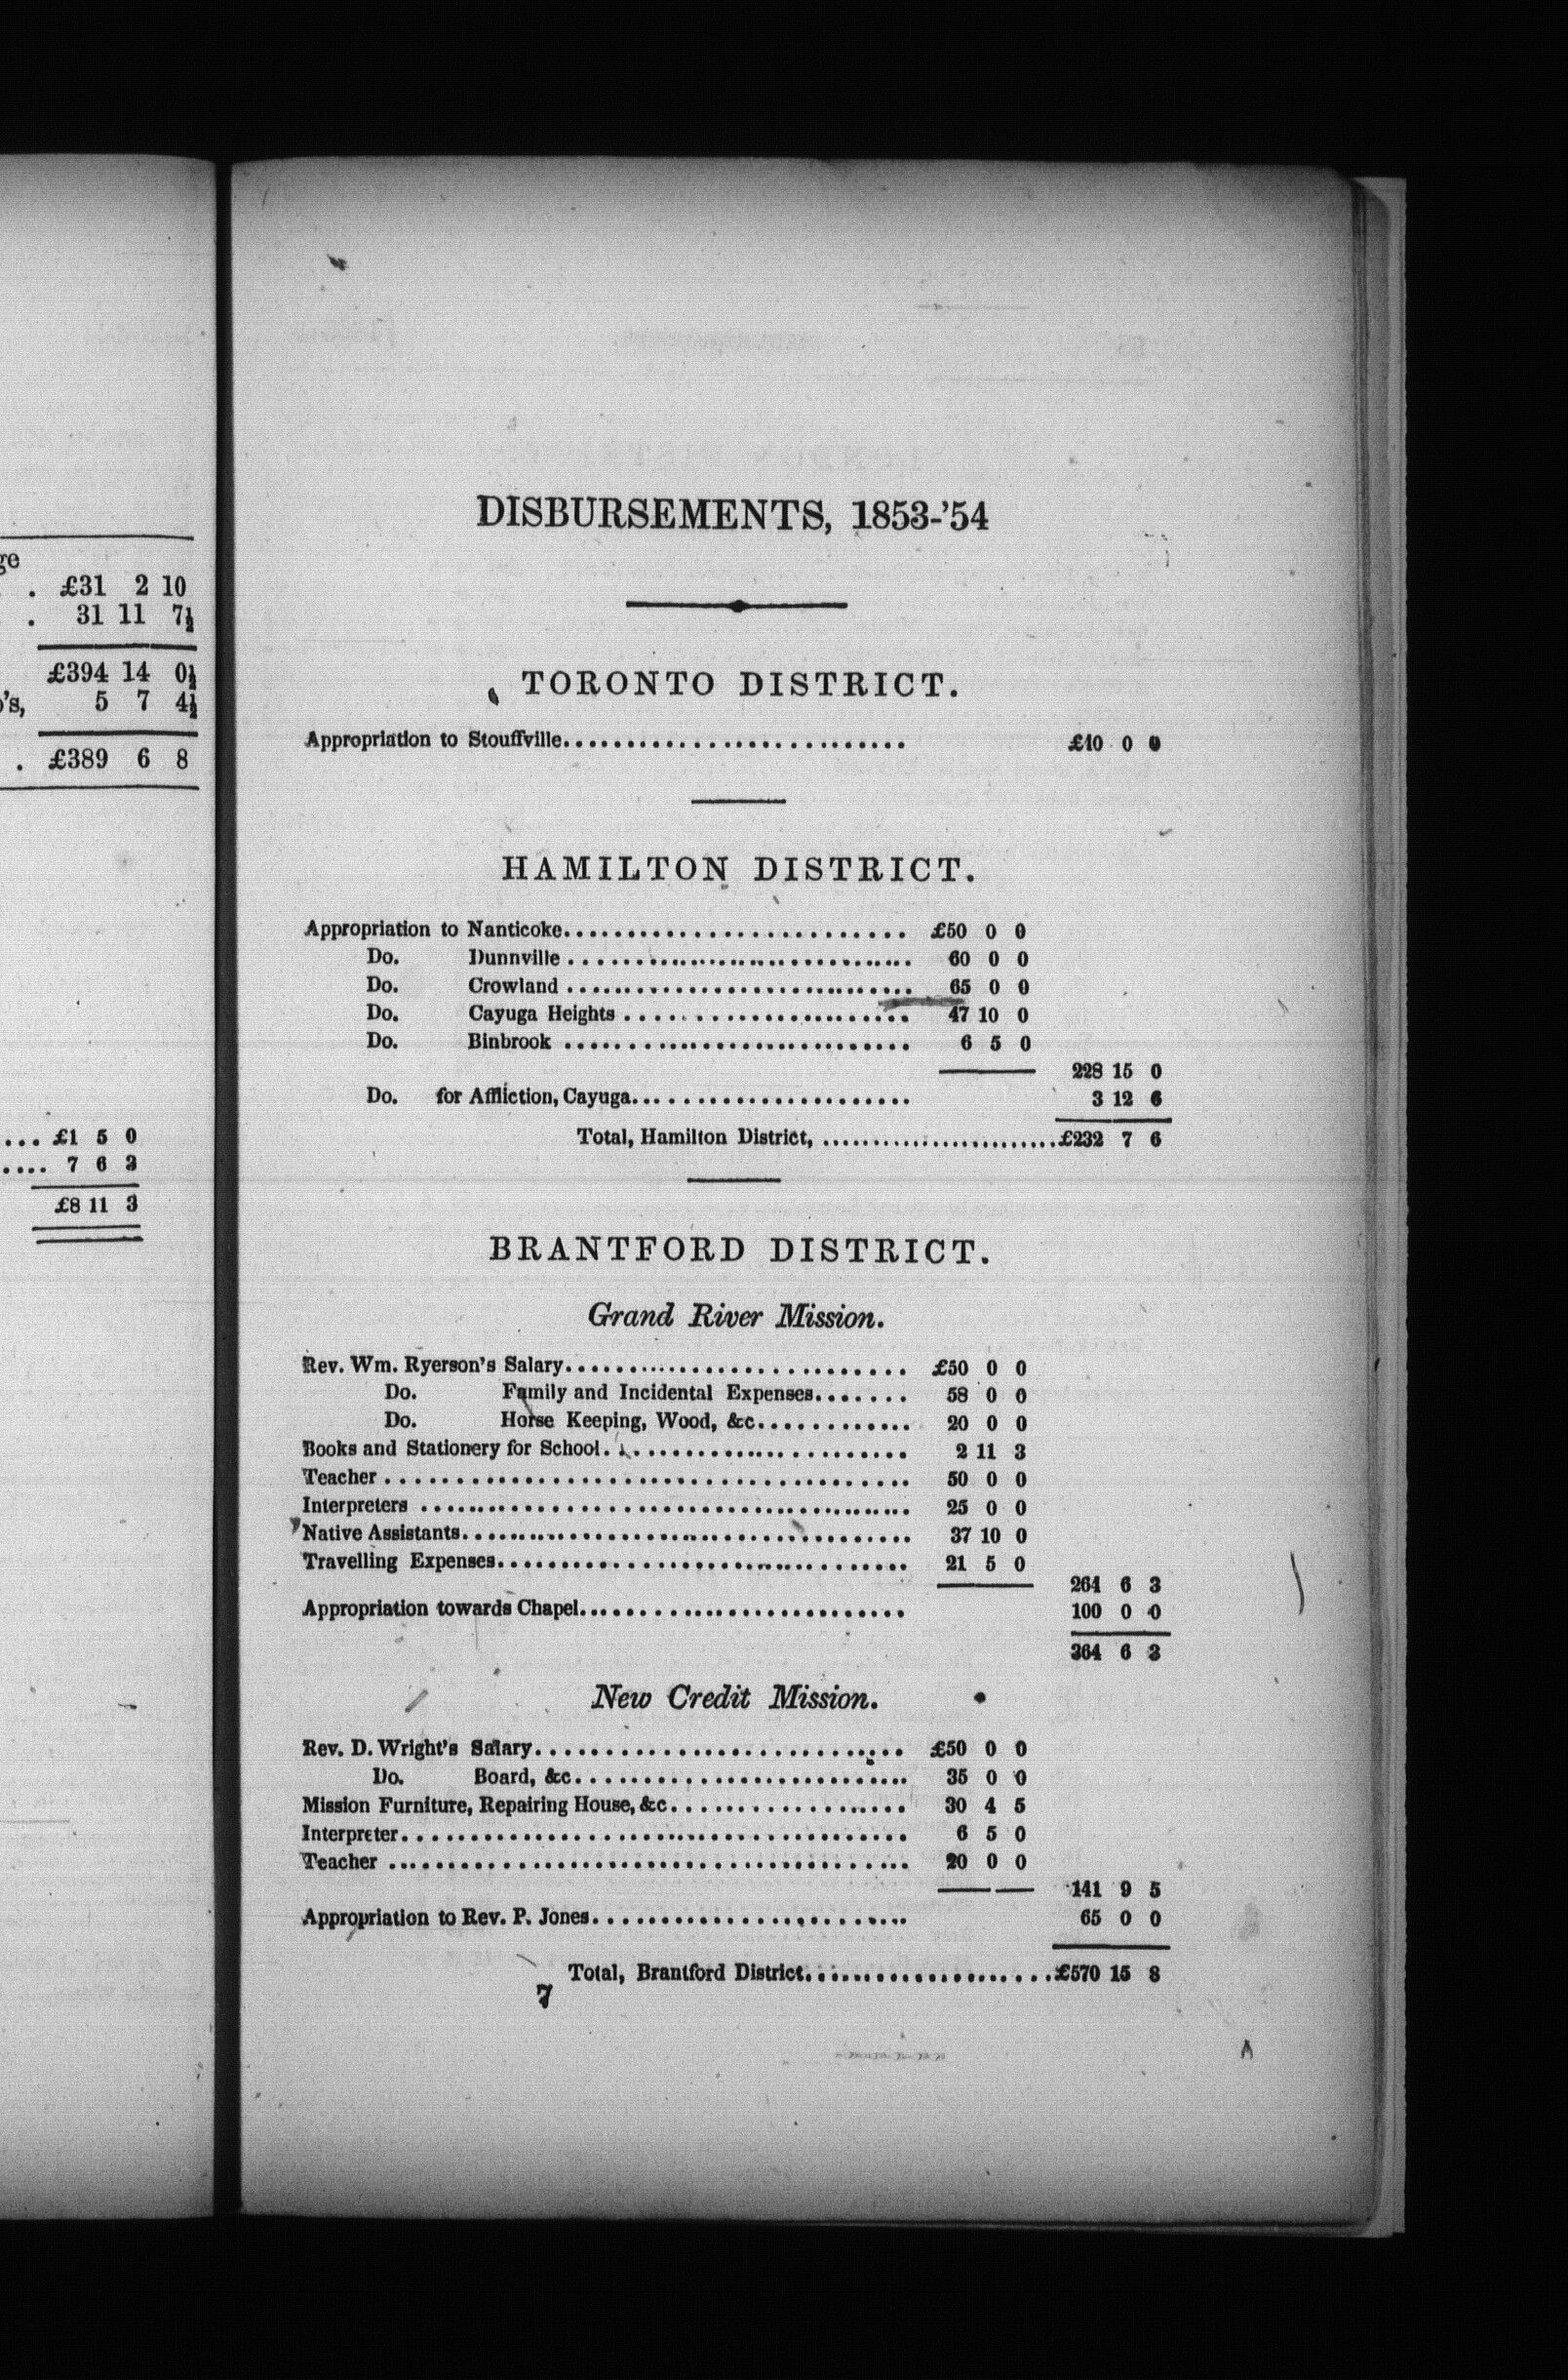 ge
. £31 2 10
. 31 11 7½
£394 14 0½
o's, 5 7 4½
. £389 6 8
... £1 5 0
.... 7 6 3
£8 11 3
DISBURSEMENTS, 1853-'54
TORONTO DISTRICT.
Appropriation to Stouffville........................... £10 0 0
HAMILTON DISTRICT.
Appropriation to Nanticoke........................... £50 0 0
Do. Dunnville ........................... 60 0 0
Do. Crowland ........................... 65 0 0
Do. Cayuga Heights ....................... 47 10 0
Do. Binbrook ........................... 6 5 0
228 15 0
Do. for Affliction, Cayuga...................... 3 12 6
Total, Hamilton District, ........................£232 7 6
BRANTFORD DISTRICT.
Grand River Mission.
Rev. Wm. Ryerson's Salary........................... £50 0 0
Do. Family and Incidental Expenses....... 58 0 0
Do. Horse Keeping, Wood, &c............ 20 0 0
Books and Stationery for School........................ 2 11 3
Teacher........................................ 50 0 0
Interpreters ........................................ 25 0 0
Native Assistants.................................... 37 10 0
Travelling Expenses................................. 21 5 0
264 6 3
Appropriation towards Chapel.......................... 100 0 0
364 6 3
New Credit Mission.
Rev. D. Wright's Salary........................... £50 0 0
Do. Board, &c.......................... 35 0 0
Mission Furniture, Repairing House, &c.................. 30 4 5
Interpreter........................................ 6 5 0
Teacher ........................................ 20 0 0
141 9 5
Appropriation to Rev. P. Jones........................ 65 0 0
Total, Brantford District......................£570 15 8
7